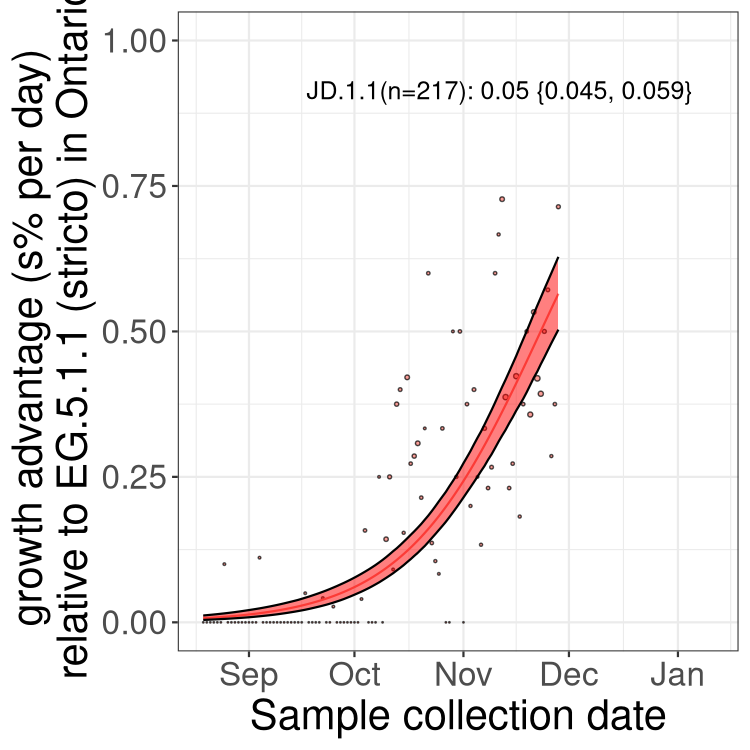 growth advantage (s% per day)
relative to EG.5.1.1 (stricto) in Ontario
1.00
0.75
0.50
0.25
0.00
JD.1.1(n=217): 0.05 {0.045, 0.059}
Sep Oct Nov Dec Jan
Sample collection date